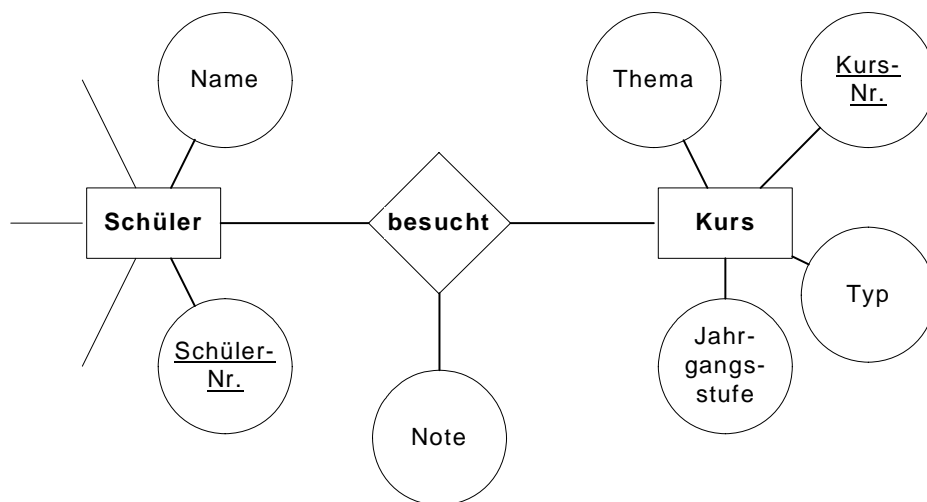 Name
Thema
Kurs-
Nr.
Schüler
besucht
Kurs
Typ
Schüler-
Nr.
Jahr-
gangs-
stufe
Note